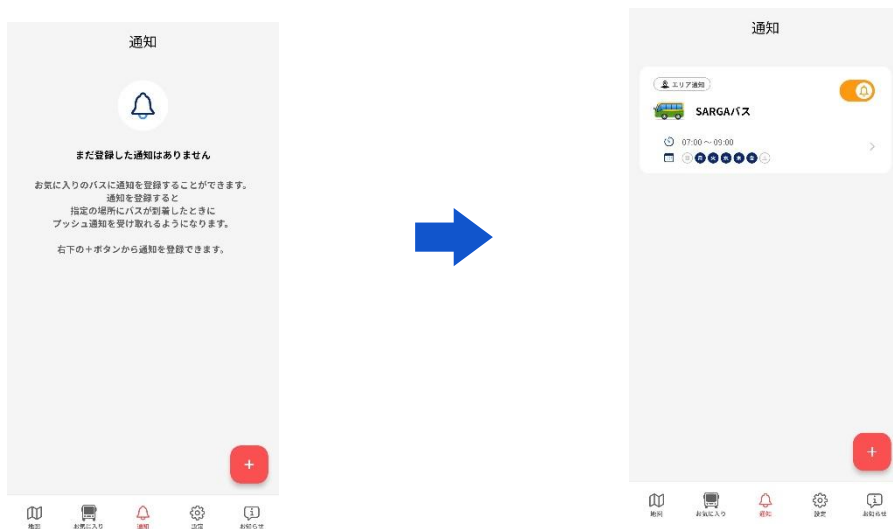 通知
まだ登録した通知はありません
お気に入りのバスに通知を登録することができます。
通知を登録すると
指定の場所にバスが到着したときに
プッシュ通知を受け取れるようになります。
右下の＋ボタンから通知を登録できます。
+
地図
お気に入り
通知
設定
お知らせ
通知
エリア通知
SARGAバス
07:00～09:00
日 月 火 水 木 金 土
+
地図
お気に入り
通知
設定
お知らせ